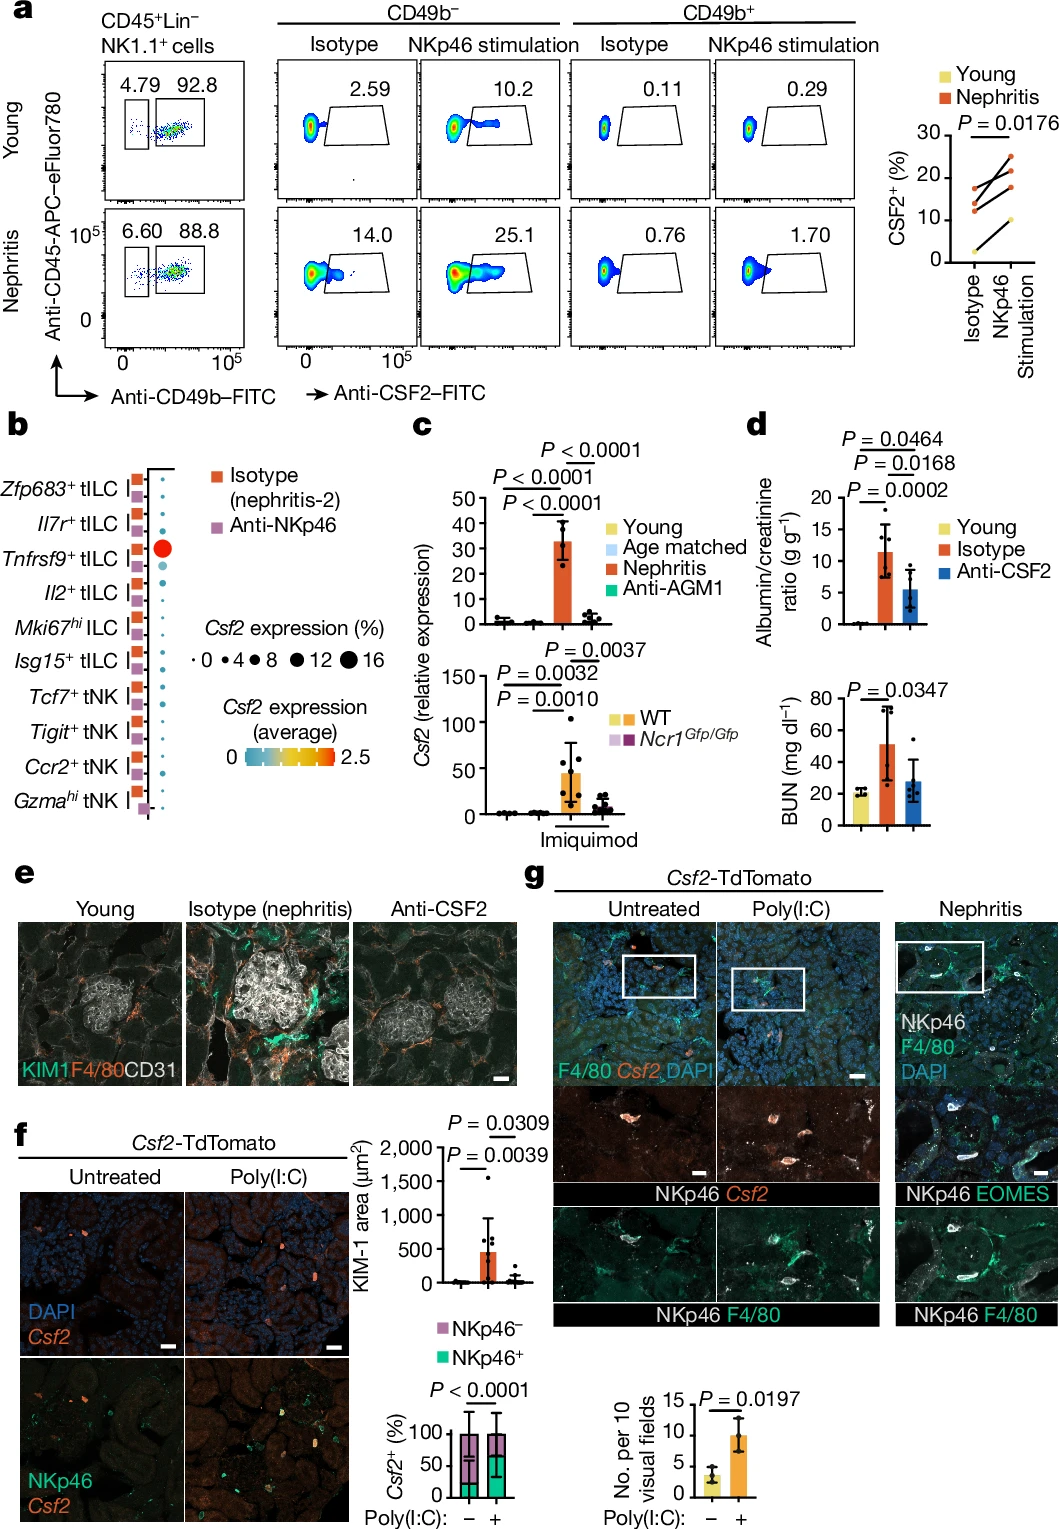 a
CD45⁺Lin⁻
NK1.1⁺ cells
CD49b⁻
CD49b⁺
Isotype
NKp46 stimulation
Isotype
NKp46 stimulation
Young
4.79 92.8
2.59
10.2
0.11
0.29
Nephritis
6.60 88.8
14.0
25.1
0.76
1.70
Anti-CD45-APC–eFluor780
10⁵
0
0 10⁵
0 10⁵
Anti-CD49b–FITC
Anti-CSF2–FITC
Young
Nephritis
P = 0.0176
CSF2⁺ (%)
30
20
10
0
Isotype
NKp46
Stimulation
b
Zfp683⁺ tILC
Il7r⁺ tILC
Tnfrsf9⁺ tILC
Il2⁺ tILC
Mki67ʰⁱ ILC
Isg15⁺ tILC
Tcf7⁺ tNK
Tigit⁺ tNK
Ccr2⁺ tNK
Gzmaʰⁱ tNK
Isotype
(nephritis-2)
Anti-NKp46
Csf2 expression (%)
0 4 8 12 16
Csf2 expression
(average)
0 2.5
c
P < 0.0001
P < 0.0001
P < 0.0001
50
40
30
20
10
0
Young
Age matched
Nephritis
Anti-AGM1
Csf2 (relative expression)
P = 0.0037
P = 0.0032
P = 0.0010
150
100
50
0
WT
Ncr1ᴳᶠᵖ/ᴳᶠᵖ
Imiquimod
d
P = 0.0464
P = 0.0168
P = 0.0002
Albumin/creatinine
ratio (g g⁻¹)
20
15
10
5
0
Young
Isotype
Anti-CSF2
P = 0.0347
BUN (mg dl⁻¹)
80
60
40
20
0
e
Young
Isotype (nephritis)
Anti-CSF2
KIM1F4/80CD31
P = 0.0309
P = 0.0039
KIM-1 area (μm²)
2,000
1,500
1,000
500
0
f
Csf2-TdTomato
Untreated
Poly(I:C)
DAPI
Csf2
NKp46
Csf2
NKp46⁻
NKp46⁺
P < 0.0001
Csf2⁺ (%)
100
50
0
Poly(I:C): − +
g
Csf2-TdTomato
Untreated
Poly(I:C)
Nephritis
F4/80 Csf2 DAPI
NKp46
F4/80
DAPI
NKp46 Csf2
NKp46 EOMES
NKp46 F4/80
NKp46 F4/80
P = 0.0197
No. per 10
visual fields
15
10
5
0
Poly(I:C): − +